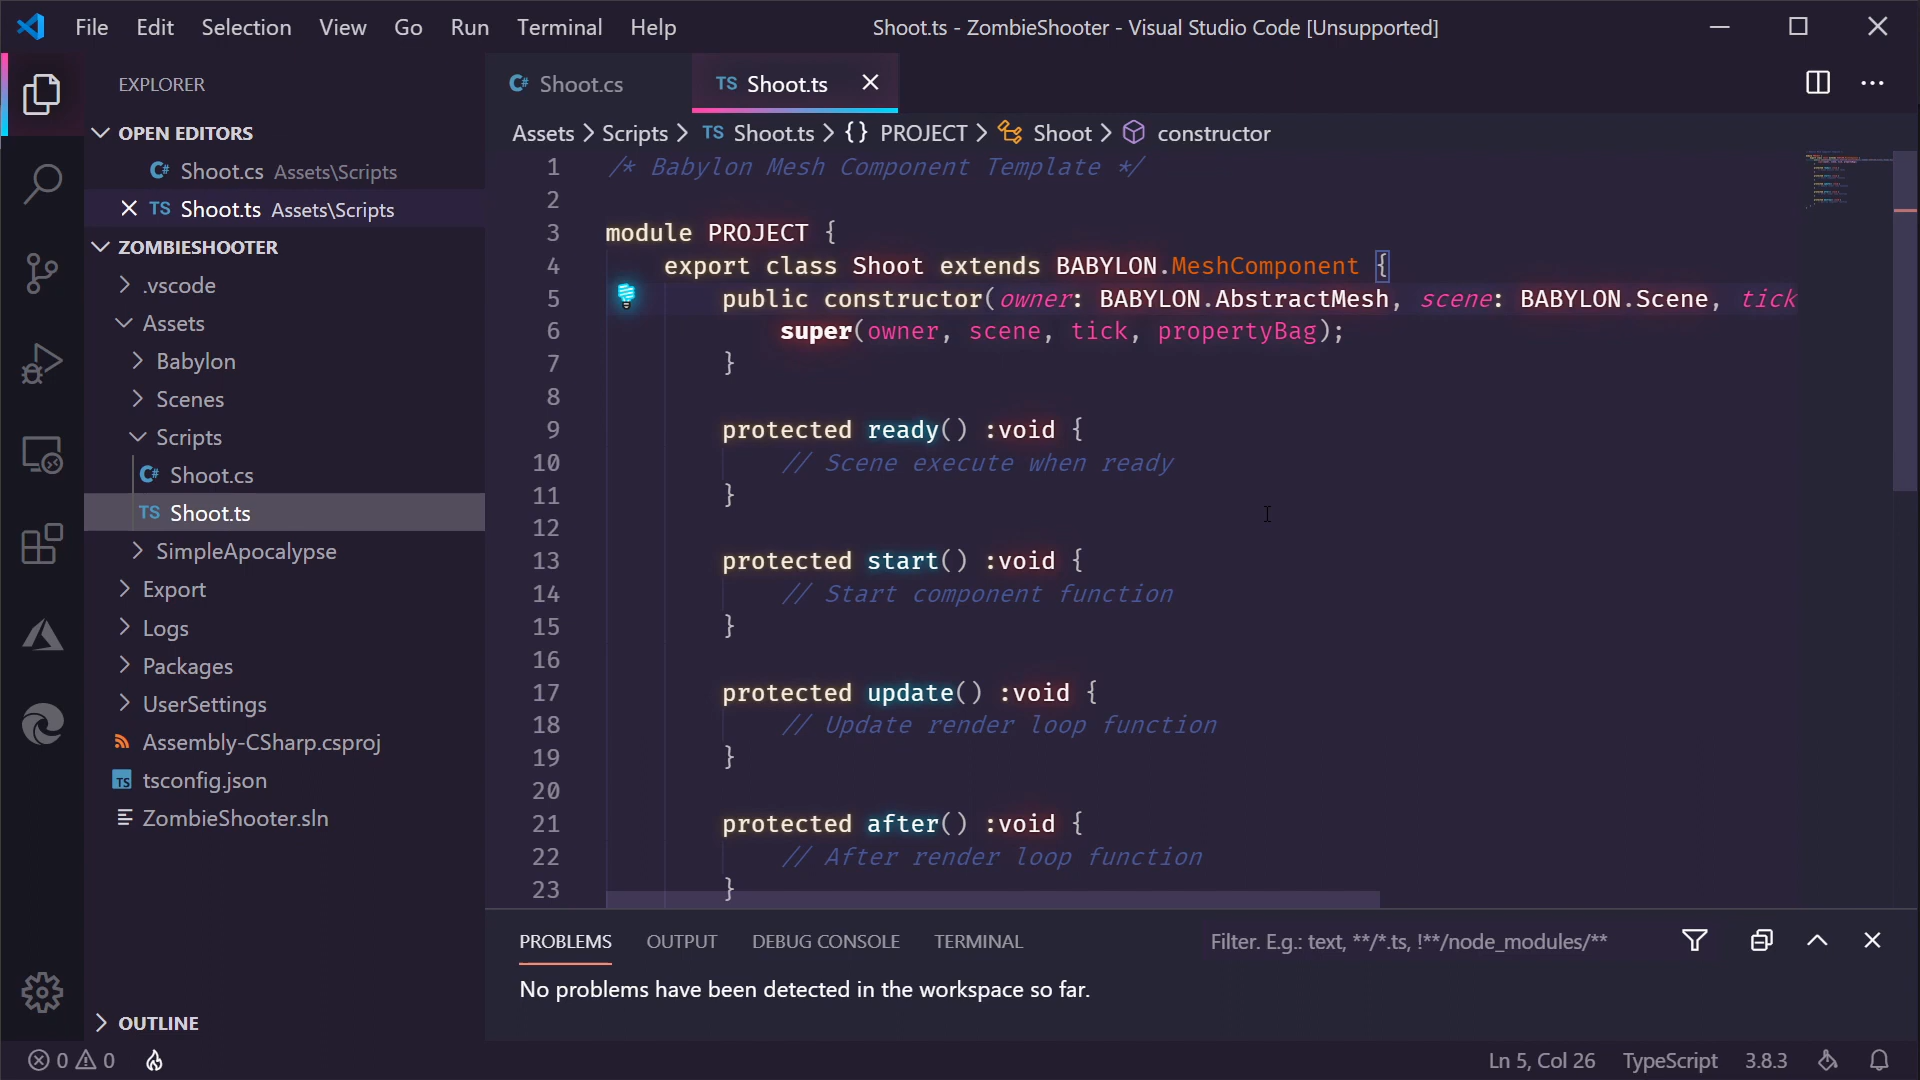 File Edit Selection View Go Run Terminal Help
Shoot.ts - ZombieShooter - Visual Studio Code [Unsupported]
EXPLORER
OPEN EDITORS
C# Shoot.cs Assets\Scripts
TS Shoot.ts Assets\Scripts
ZOMBIESHOOTER
.vscode
Assets
Babylon
Scenes
Scripts
C# Shoot.cs
TS Shoot.ts
SimpleApocalypse
Export
Logs
Packages
UserSettings
Assembly-CSharp.csproj
TS tsconfig.json
ZombieShooter.sln
OUTLINE
C# Shoot.cs
TS Shoot.ts
Assets > Scripts > TS Shoot.ts > {} PROJECT > Shoot > constructor
1 /* Babylon Mesh Component Template */
2
3 module PROJECT {
4 export class Shoot extends BABYLON.MeshComponent {
5 public constructor(owner: BABYLON.AbstractMesh, scene: BABYLON.Scene, tick
6 super(owner, scene, tick, propertyBag);
7 }
8
9 protected ready() :void {
10 // Scene execute when ready
11 }
12
13 protected start() :void {
14 // Start component function
15 }
16
17 protected update() :void {
18 // Update render loop function
19 }
20
21 protected after() :void {
22 // After render loop function
23 }
PROBLEMS OUTPUT DEBUG CONSOLE TERMINAL
Filter. E.g.: text, **/*.ts, !**/node_modules/**
No problems have been detected in the workspace so far.
0 0
Ln 5, Col 26 TypeScript 3.8.3